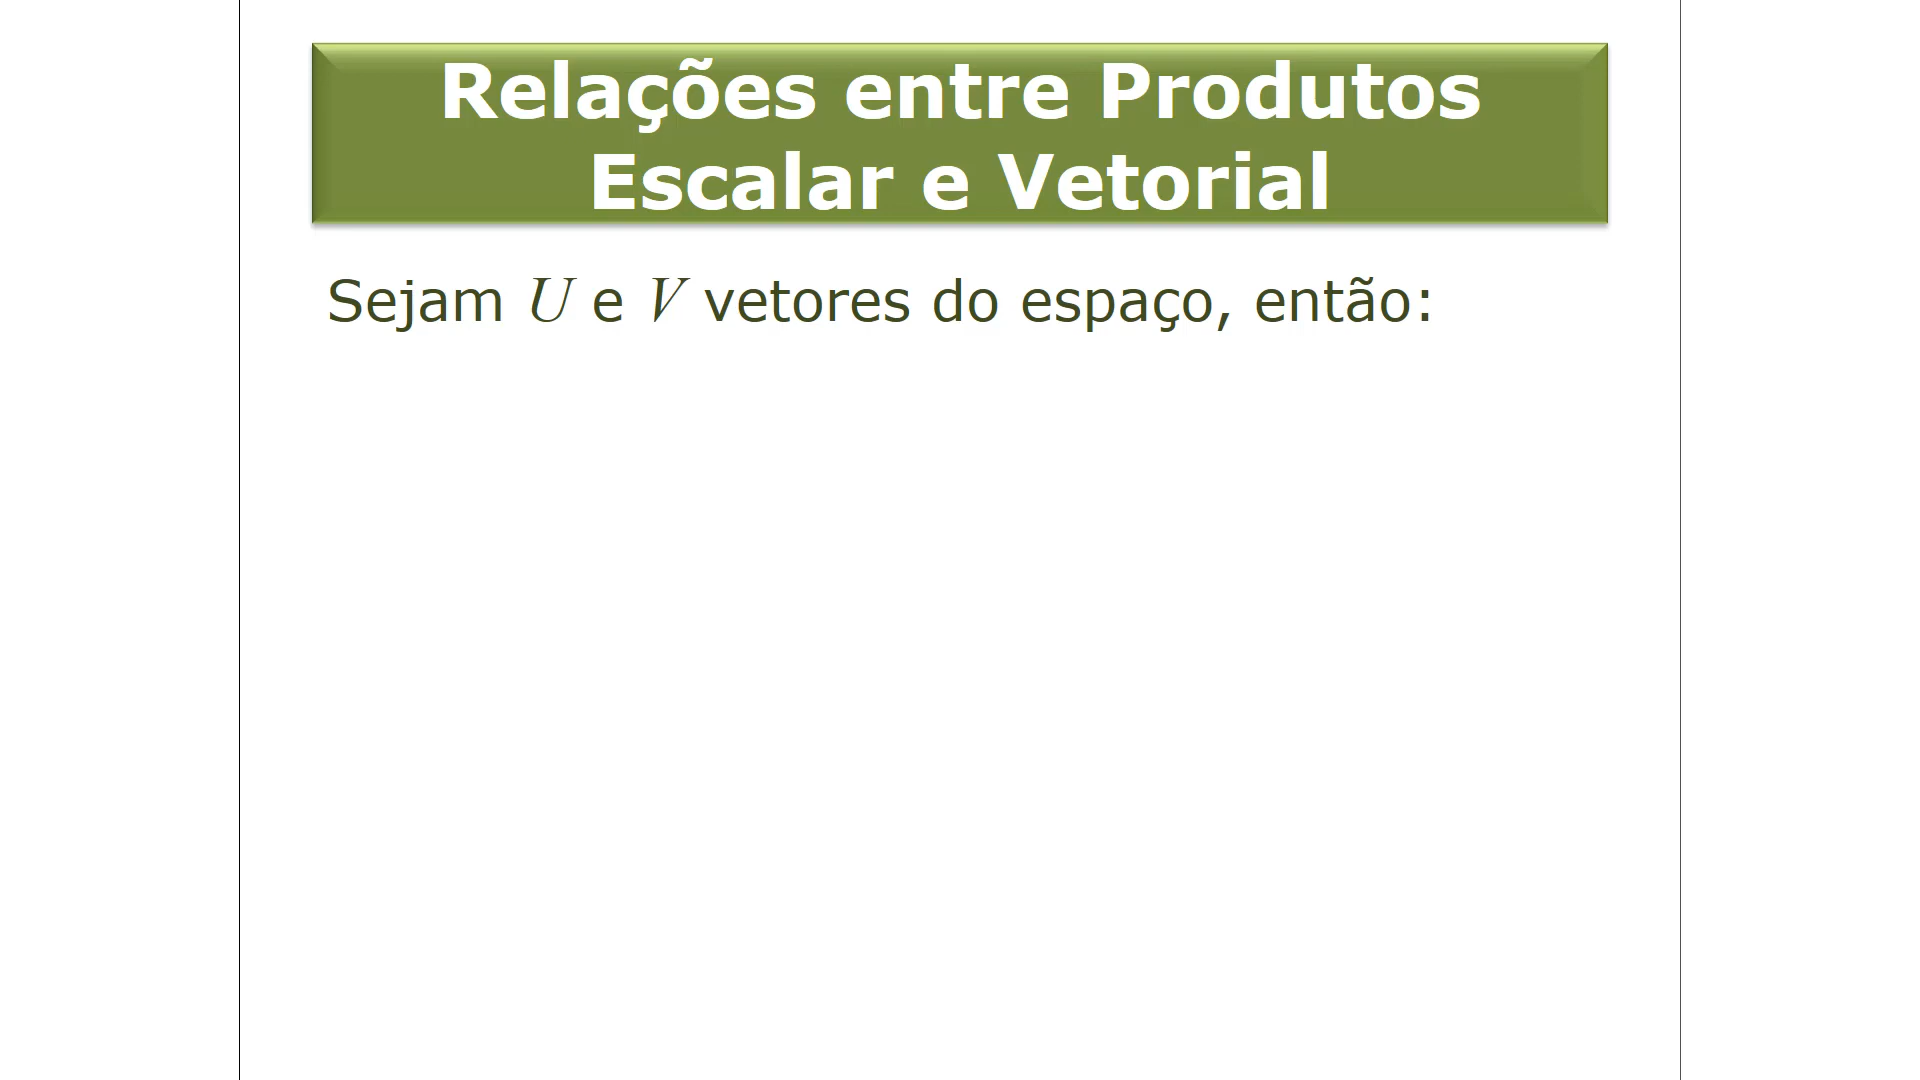 Relações entre Produtos
Escalar e Vetorial
Sejam U e V vetores do espaço, então: